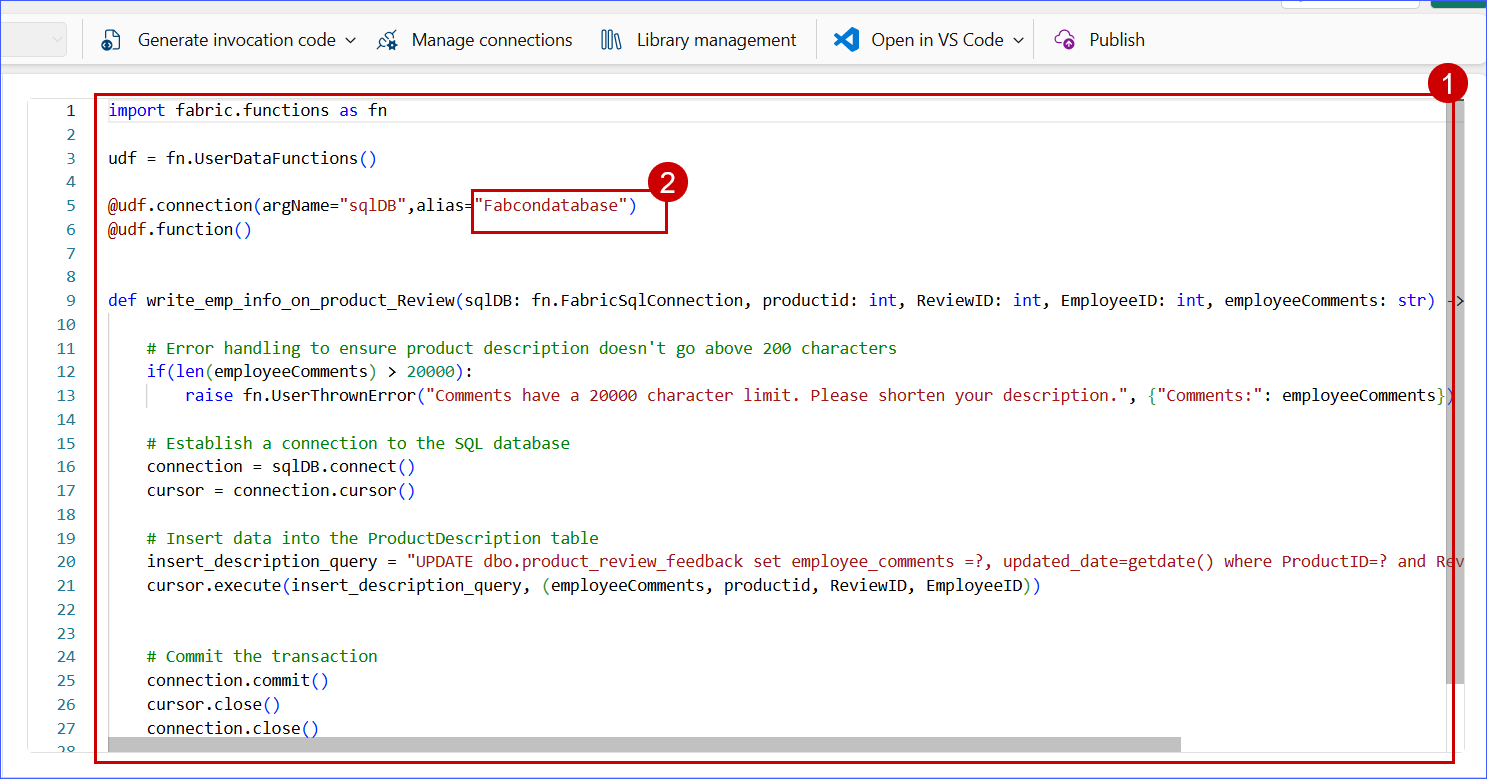 Generate invocation code Manage connections Library management Open in VS Code Publish
1
1 import fabric.functions as fn
2
3 udf = fn.UserDataFunctions()
4
2
5 @udf.connection(argName="sqlDB",alias="Fabcondatabase")
6 @udf.function()
7
8
9 def write_emp_info_on_product_Review(sqlDB: fn.FabricSqlConnection, productid: int, ReviewID: int, EmployeeID: int, employeeComments: str) ->
10
11 # Error handling to ensure product description doesn't go above 200 characters
12 if(len(employeeComments) > 20000):
13 raise fn.UserThrownError("Comments have a 20000 character limit. Please shorten your description.", {"Comments:": employeeComments})
14
15 # Establish a connection to the SQL database
16 connection = sqlDB.connect()
17 cursor = connection.cursor()
18
19 # Insert data into the ProductDescription table
20 insert_description_query = "UPDATE dbo.product_review_feedback set employee_comments =?, updated_date=getdate() where ProductID=? and Rev
21 cursor.execute(insert_description_query, (employeeComments, productid, ReviewID, EmployeeID))
22
23
24 # Commit the transaction
25 connection.commit()
26 cursor.close()
27 connection.close()
28